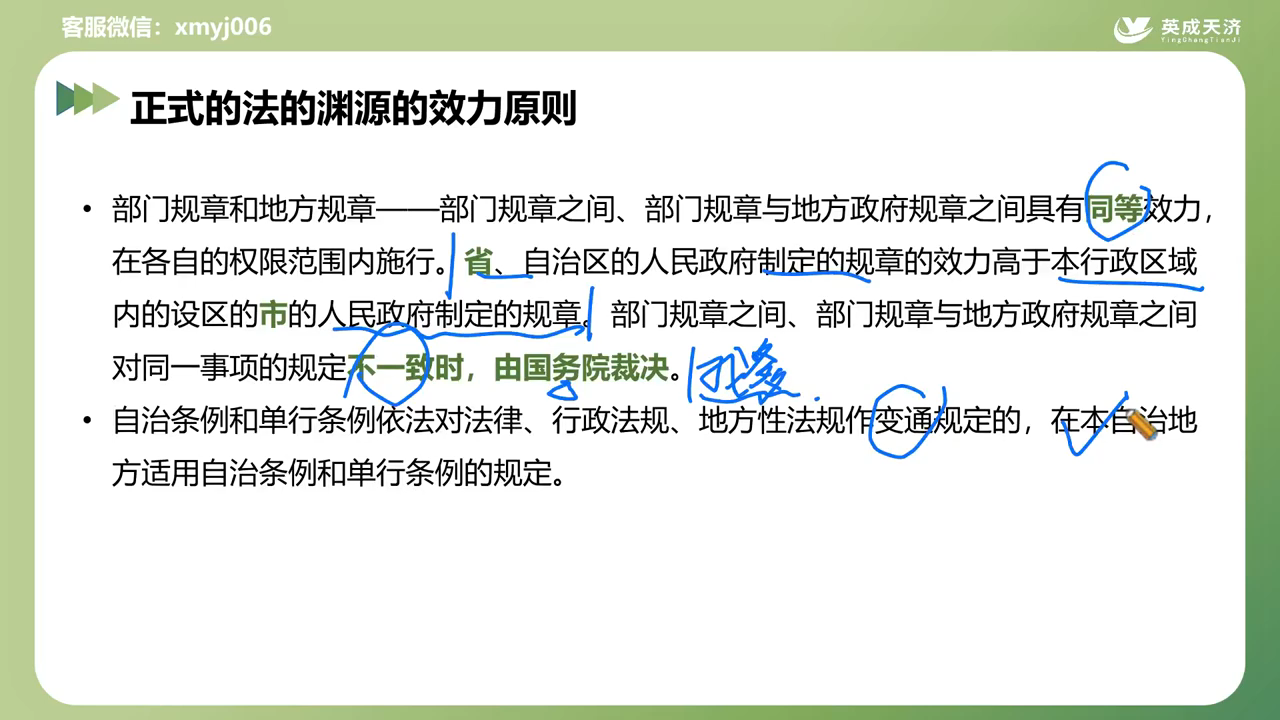 客服微信：xmyj006
英成天济
YingChengTianJi
正式的法的渊源的效力原则
• 部门规章和地方规章——部门规章之间、部门规章与地方政府规章之间具有同等效力，
在各自的权限范围内施行。省、自治区的人民政府制定的规章的效力高于本行政区域
内的设区的市的人民政府制定的规章。部门规章之间、部门规章与地方政府规章之间
对同一事项的规定不一致时，由国务院裁决。
• 自治条例和单行条例依法对法律、行政法规、地方性法规作变通规定的，在本自治地
方适用自治条例和单行条例的规定。